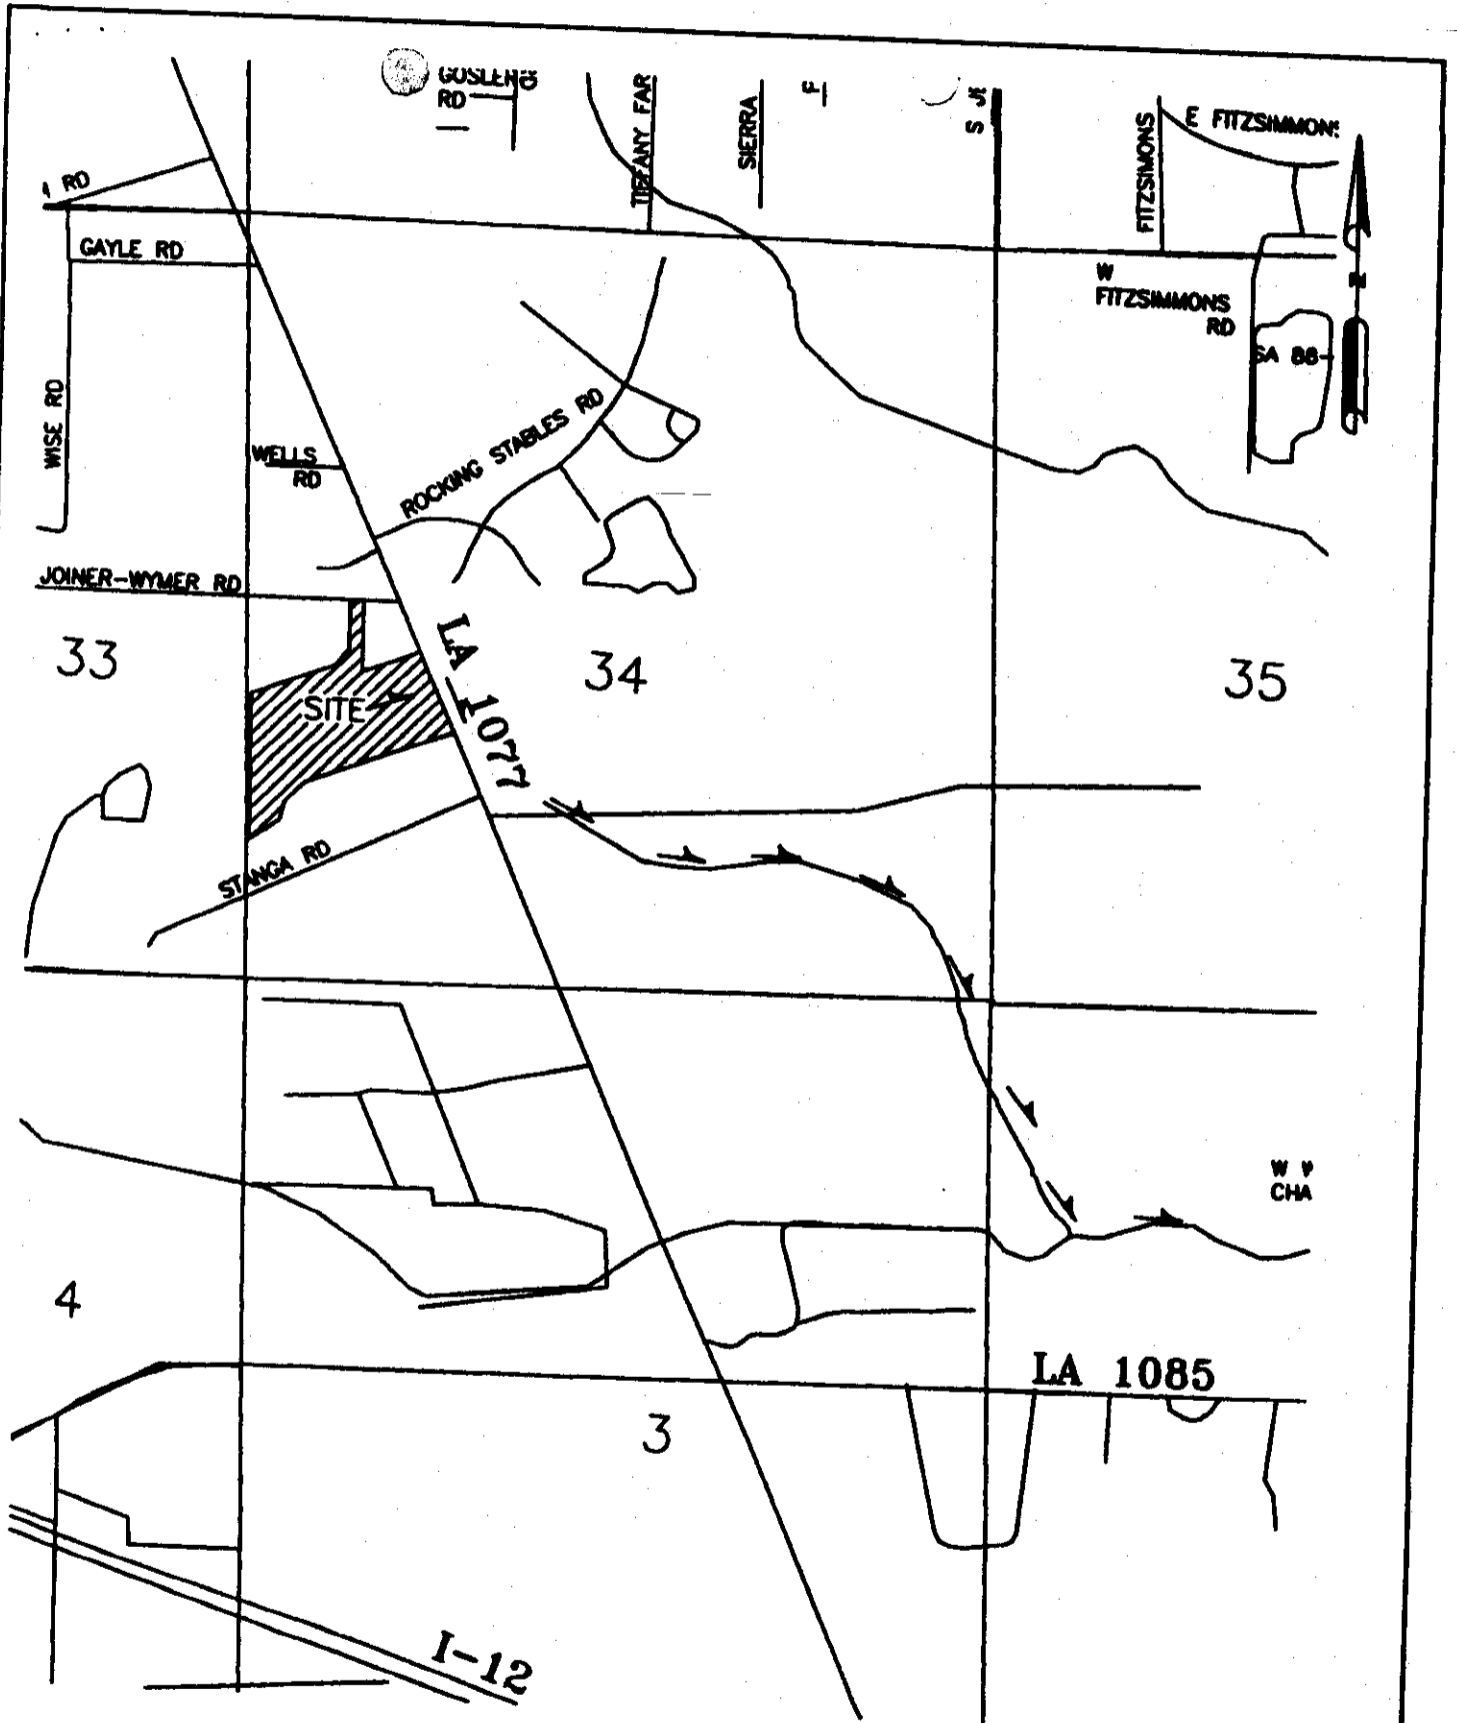 GOSLER
RD
TIFFANY FAR
SIERRA
F
S
FITZSIMONS
E FITZSIMMONS
RD
GAYLE RD
W
FITZSIMMONS
RD
N
SA 88-
WISE RD
WELLS
RD
ROCKING STABLES RD
JOINER-WYMER RD
33
LA 1077
34
35
SITE
STANGA RD
W
CHA
4
LA 1085
3
I-12